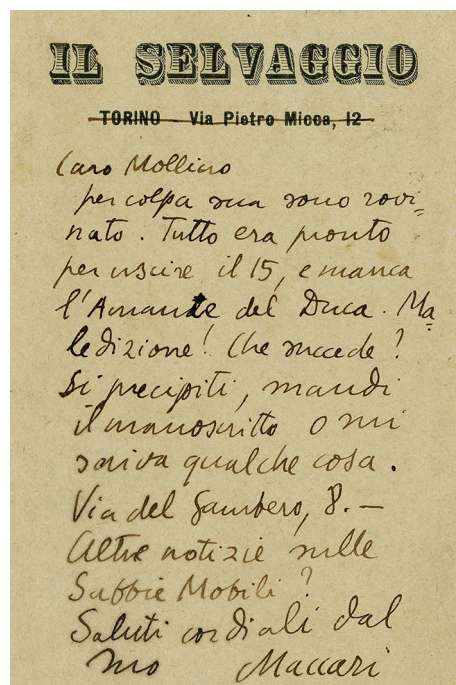 IL SELVAGGIO
TORINO - Via Pietro Micca, 12
Caro Mollino
per colpa sua sono rovi=
nato. Tutto era pronto
per uscire il 15, e manca
l'Amante del Duca. Ma=
ledizione! Che succede?
Si precipiti, mandi
il manoscritto o mi
scriva qualche cosa.
Via del Gambero, 8. —
Altre notizie sulle
Sabbie Mobili?
Saluti cordiali dal
suo Maccari